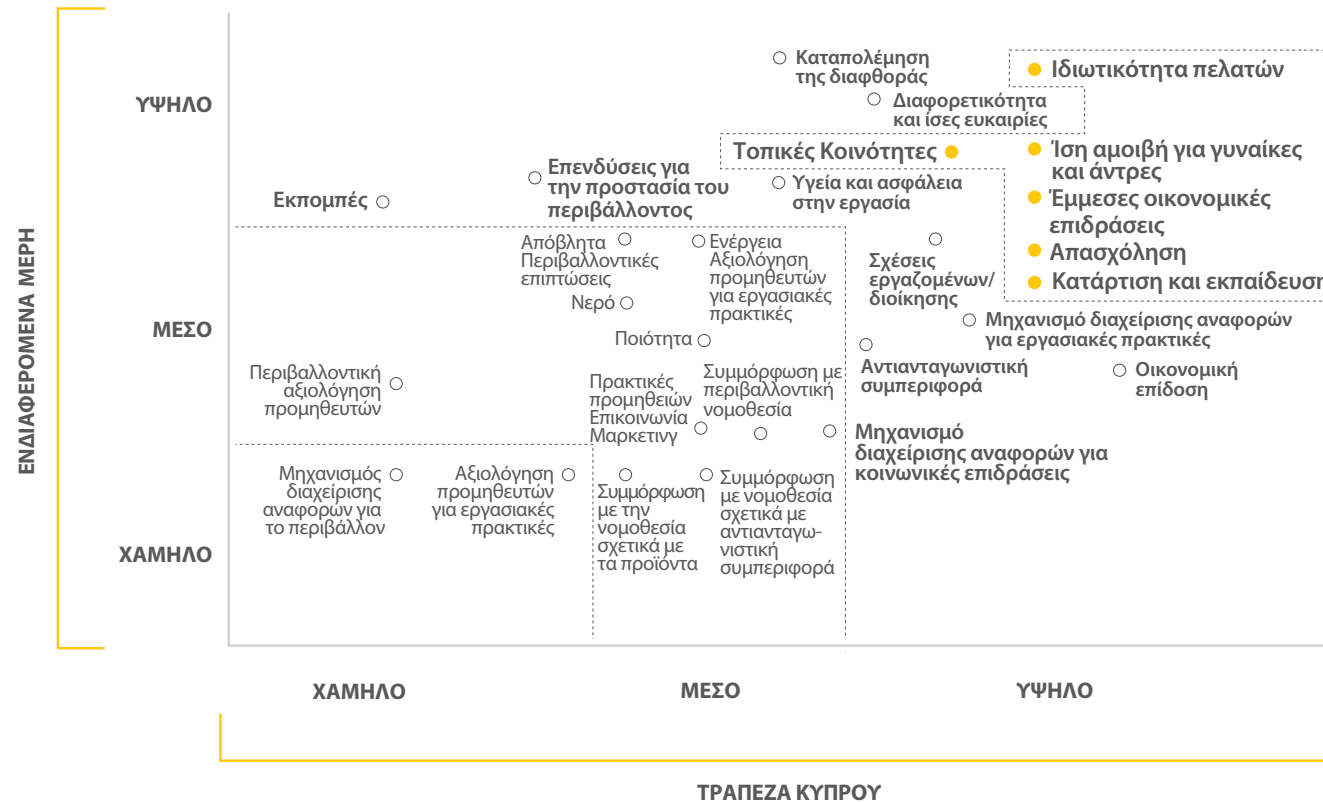 ΕΝΔΙΑΦΕΡΟΜΕΝΑ ΜΕΡΗ
ΥΨΗΛΟ
ΜΕΣΟ
ΧΑΜΗΛΟ
Καταπολέμηση
της διαφθοράς
Διαφορετικότητα
και ίσες ευκαιρίες
Ιδιωτικότητα πελατών
Τοπικές Κοινότητες
Ίση αμοιβή για γυναίκες
και άντρες
Έμμεσες οικονομικές
επιδράσεις
Απασχόληση
Κατάρτιση και εκπαίδευση
Εκπομπές
Επενδύσεις για
την προστασία του
περιβάλλοντος
Υγεία και ασφάλεια
στην εργασία
Απόβλητα
Περιβαλλοντικές
επιπτώσεις
Νερό
Ενέργεια
Αξιολόγηση
προμηθευτών
για εργασιακές
πρακτικές
Ποιότητα
Σχέσεις
εργαζομένων/
διοίκησης
Μηχανισμό διαχείρισης αναφορών
για εργασιακές πρακτικές
Αντιανταγωνιστική
συμπεριφορά
Οικονομική
επίδοση
Περιβαλλοντική
αξιολόγηση
προμηθευτών
Πρακτικές
προμηθειών
Επικοινωνία
Μαρκετινγ
Συμμόρφωση με
περιβαλλοντική
νομοθεσία
Μηχανισμό
διαχείρισης αναφορών για
κοινωνικές επιδράσεις
Μηχανισμός
διαχείρισης
αναφορών για
το περιβάλλον
Αξιολόγηση
προμηθευτών
για εργασιακές
πρακτικές
Συμμόρφωση
με την
νομοθεσία
σχετικά με
τα προϊόντα
Συμμόρφωση
με νομοθεσία
σχετικά με
αντιανταγω-
νιστική
συμπεριφορά
ΧΑΜΗΛΟ
ΜΕΣΟ
ΥΨΗΛΟ
ΤΡΑΠΕΖΑ ΚΥΠΡΟΥ